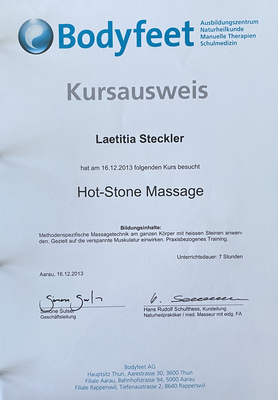 Bodyfeet
Ausbildungszentrum
Naturheilkunde
Manuelle Therapien
Schulmedizin
Kursausweis
Laetitia Steckler
hat am 16.12.2013 folgenden Kurs besucht
Hot-Stone Massage
Bildungsinhalte:
Methodenspezifische Massagetechnik am ganzen Körper mit heissen Steinen anwen-
den. Gezielt auf die verspannte Muskulatur einwirken. Praxisbezogenes Training.
Unterrichtsdauer: 7 Stunden
Aarau, 16.12.2013
Simone Sulser
Geschäftsleitung
Hans Rudolf Schulthess, Kursleitung
Naturheilpraktiker / med. Masseur mit eidg. FA
Bodyfeet AG
Hauptsitz Thun, Aarestrasse 30, 3600 Thun
Filiale Aarau, Bahnhofstrasse 94, 5000 Aarau
Filiale Rapperswil, Tiefenaustrasse 2, 8640 Rapperswil